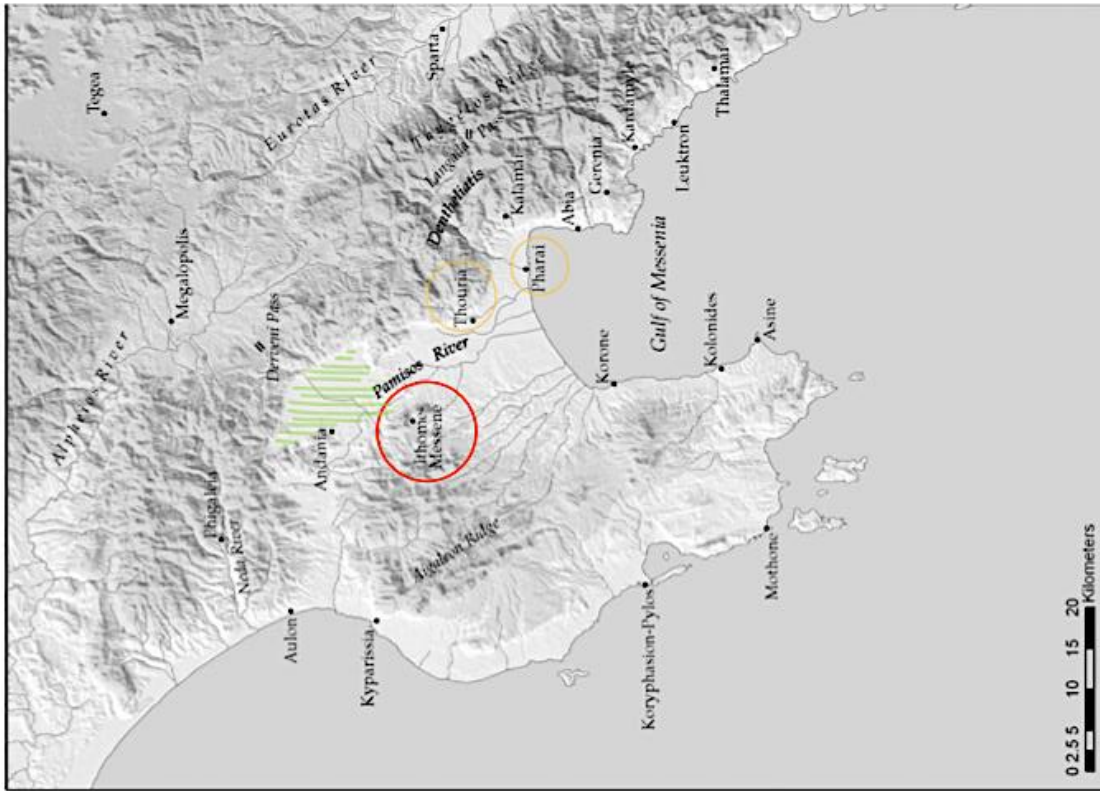 Tegea
Sparta
Eurotas River
Taygetos Ridge
Langada
Pass
Megalopolis
Alpheios River
Derveni Pass
Dentheliatis
Kalamai
Thouria
Pharai
Abia
Gerenia
Kardamyle
Leuktron
Thalamai
Pamisos River
Andania
Ithome
Messene
Phigaleia
Neda River
Aulon
Kyparissia
Aigaleon Ridge
Gulf of Messenia
Korone
Kolonides
Asine
Koryphasion-Pylos
Mothone
0 2.5 5 10 15 20
Kilometers